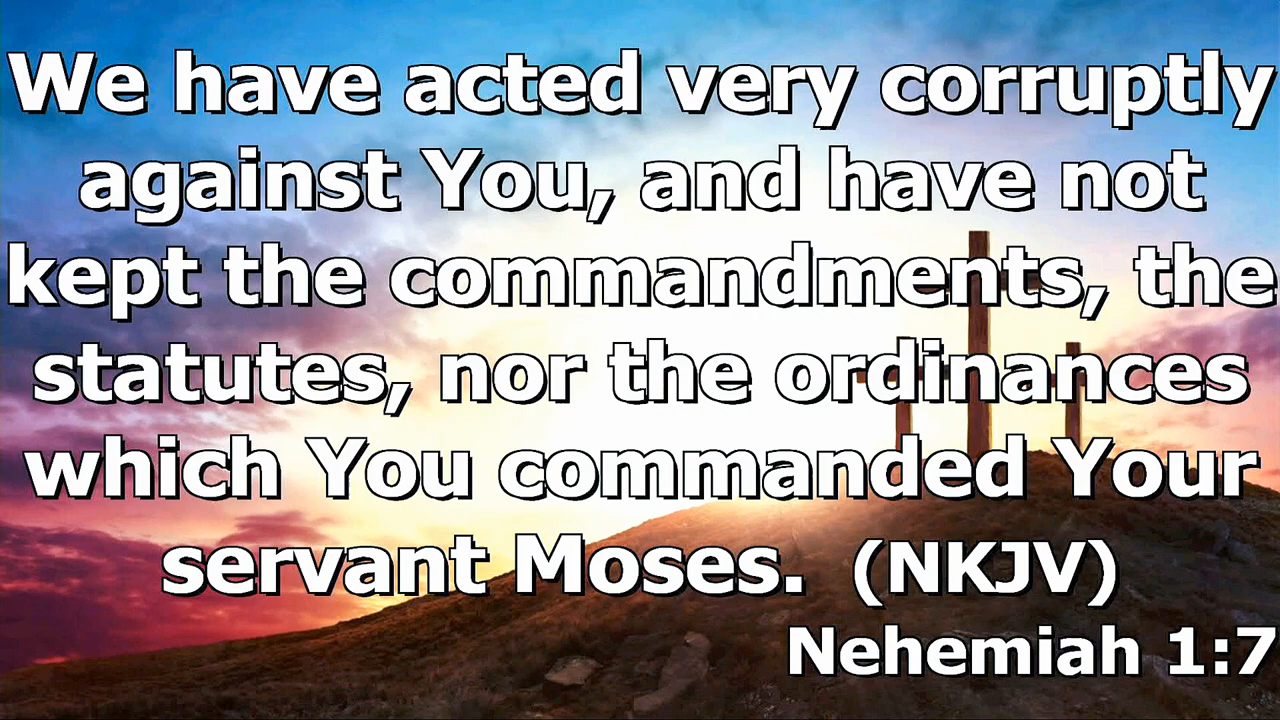 We have acted very corruptly
against You, and have not
kept the commandments, the
statutes, nor the ordinances
which You commanded Your
servant Moses. (NKJV)
Nehemiah 1:7